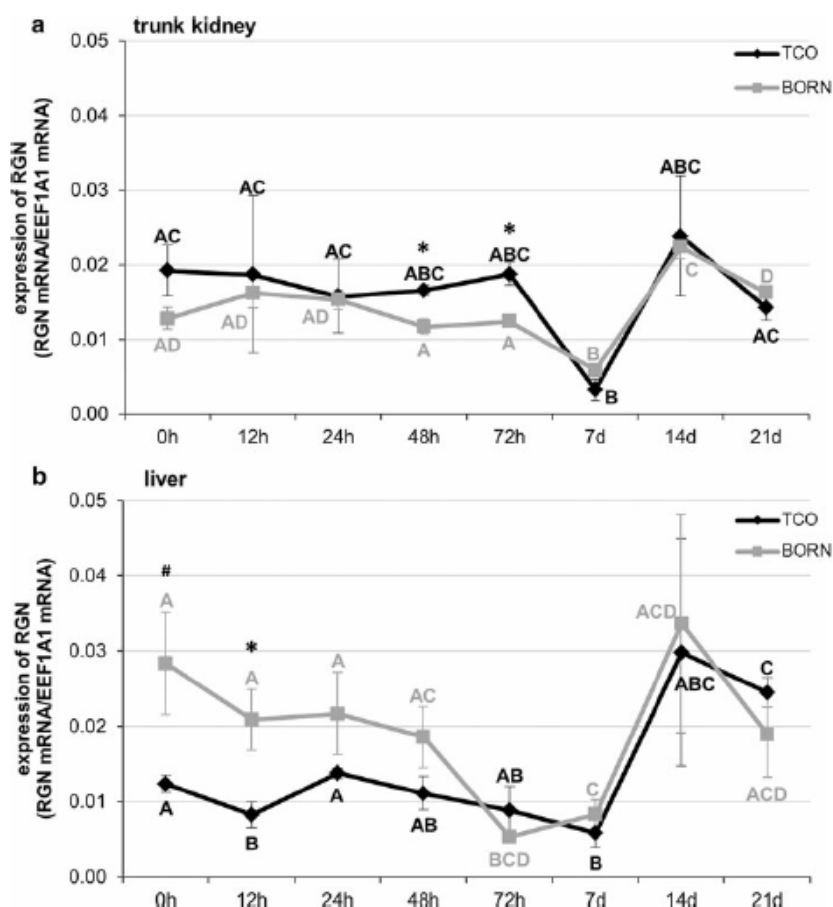 a trunk kidney
0.05
TCO
BORN
0.04
expression of RGN
(RGN mRNA/EEF1A1 mRNA)
0.03
ABC
AC
AC
AC
*
ABC
*
ABC
0.02
C
D
AD
AD
AD
A
A
B
AC
0.01
B
0.00
0h 12h 24h 48h 72h 7d 14d 21d
b liver
0.05
TCO
BORN
0.04
#
expression of RGN
(RGN mRNA/EEF1A1 mRNA)
A
*
A
A
ACD
0.03
AC
ABC
C
0.02
AB
C
ACD
0.01
A
B
A
AB
BCD
B
0.00
0h 12h 24h 48h 72h 7d 14d 21d